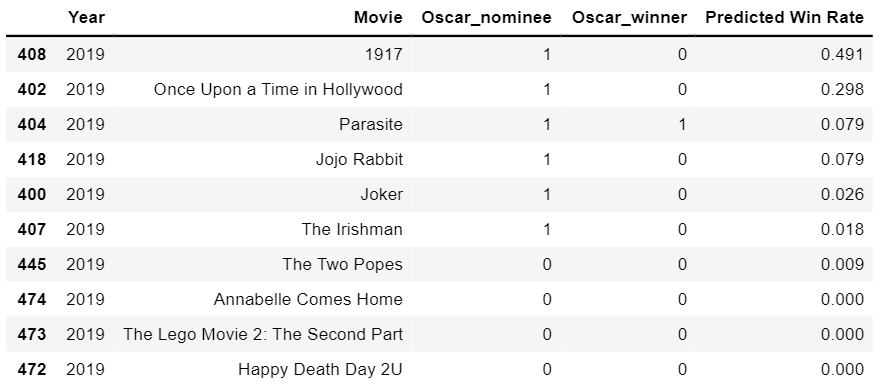 Year Movie Oscar_nominee Oscar_winner Predicted Win Rate
408 2019 1917 1 0 0.491
402 2019 Once Upon a Time in Hollywood 1 0 0.298
404 2019 Parasite 1 1 0.079
418 2019 Jojo Rabbit 1 0 0.079
400 2019 Joker 1 0 0.026
407 2019 The Irishman 1 0 0.018
445 2019 The Two Popes 0 0 0.009
474 2019 Annabelle Comes Home 0 0 0.000
473 2019 The Lego Movie 2: The Second Part 0 0 0.000
472 2019 Happy Death Day 2U 0 0 0.000